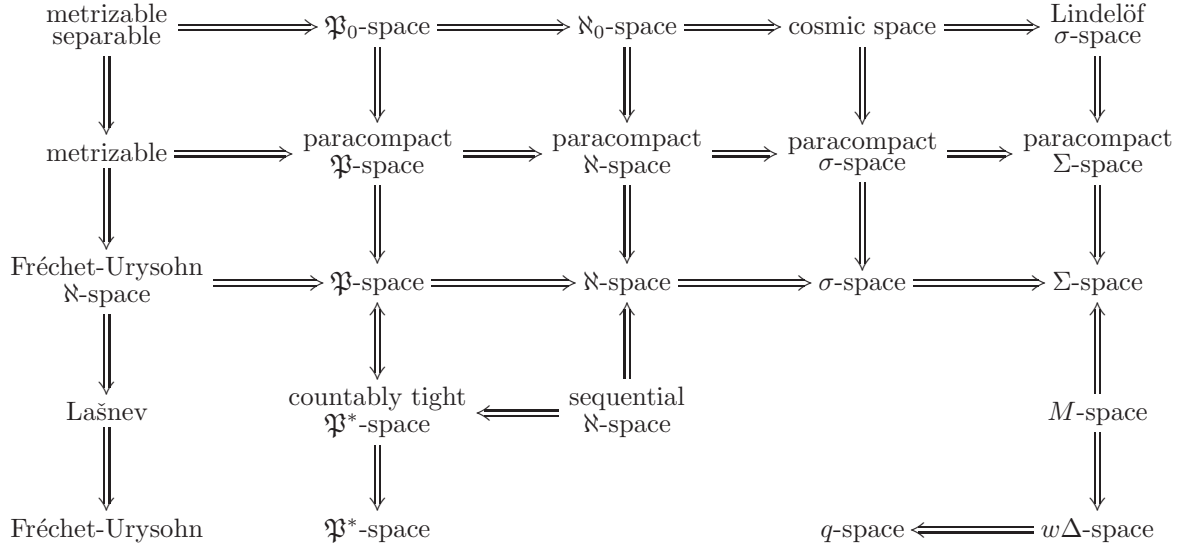 metrizable
separable
𝔓₀-space
ℵ₀-space
cosmic space
Lindelöf
σ-space
metrizable
paracompact
𝔓-space
paracompact
ℵ-space
paracompact
σ-space
paracompact
Σ-space
Fréchet-Urysohn
ℵ-space
𝔓-space
ℵ-space
σ-space
Σ-space
Lašnev
countably tight
𝔓*-space
sequential
ℵ-space
M-space
Fréchet-Urysohn
𝔓*-space
q-space
wΔ-space